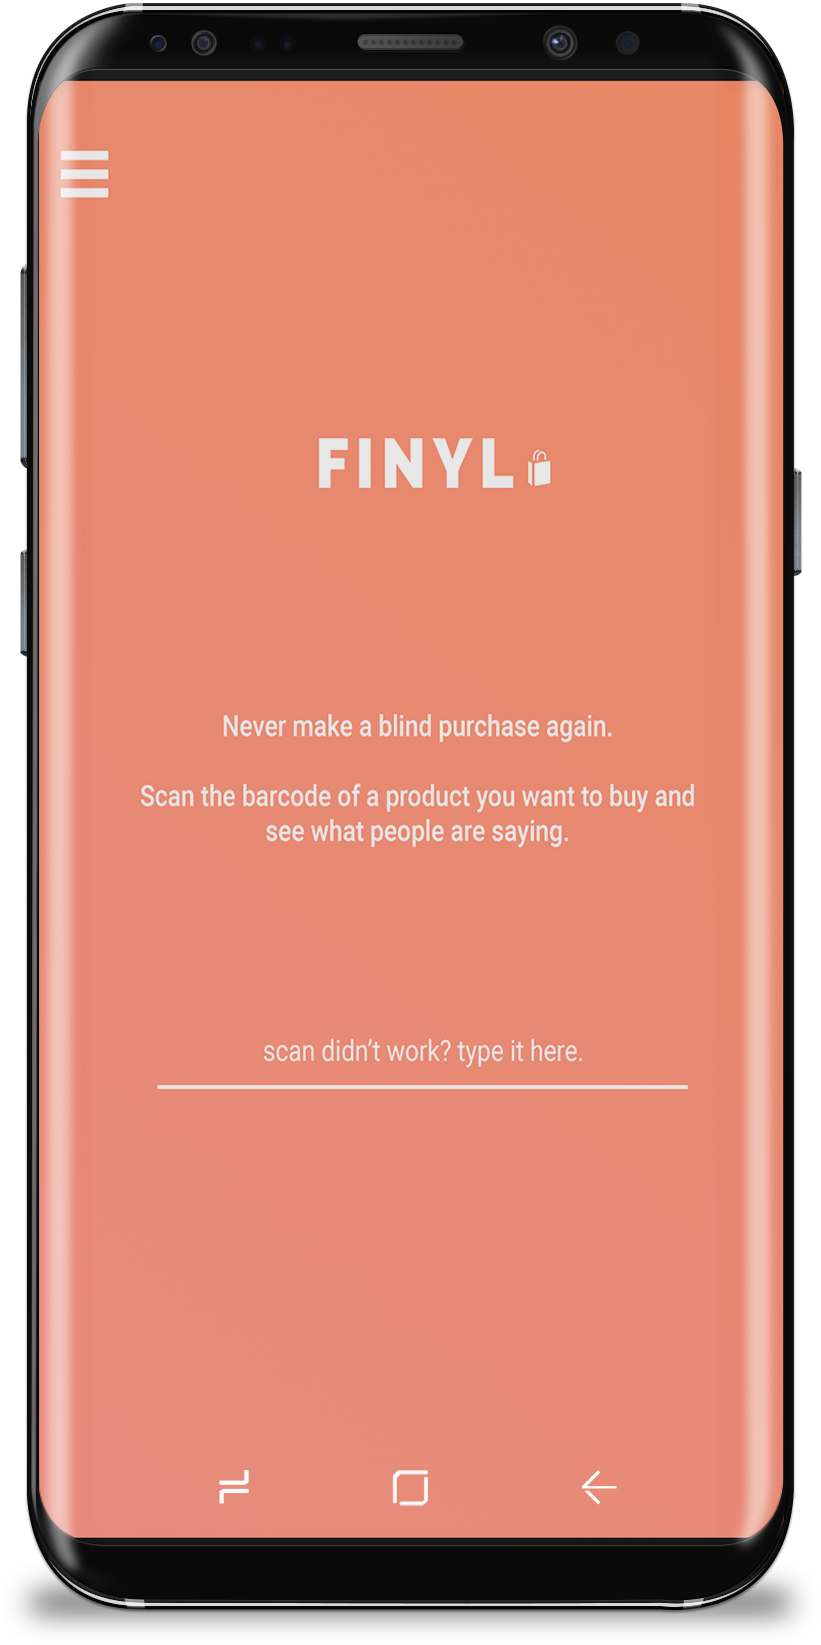 FINYL
Never make a blind purchase again.
Scan the barcode of a product you want to buy and
see what people are saying.
scan didn’t work? type it here.